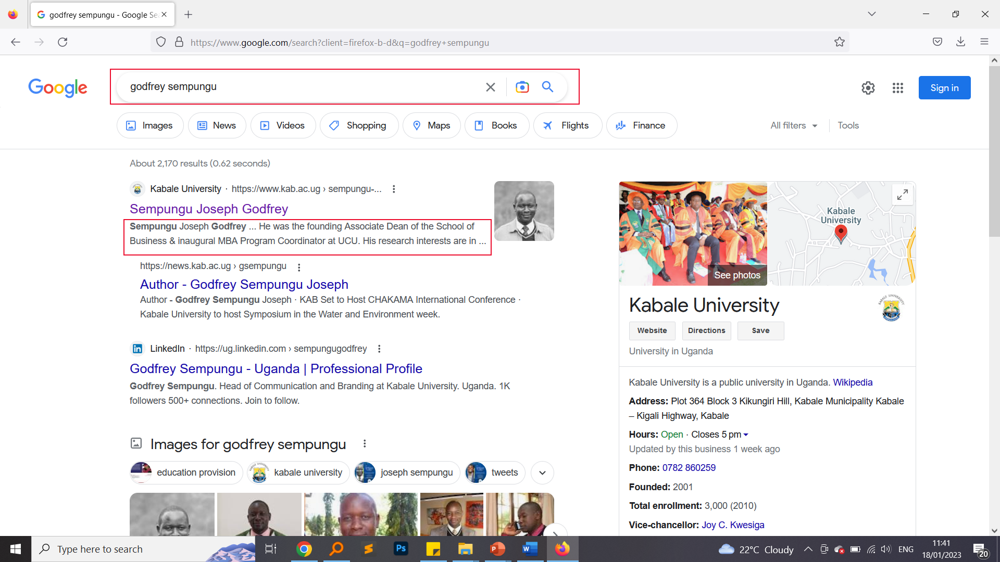 godfrey sempungu - Google Se
https://www.google.com/search?client=firefox-b-d&q=godfrey+sempungu
Google
godfrey sempungu
Sign in
Images
News
Videos
Shopping
Maps
Books
Flights
Finance
All filters
Tools
About 2,170 results (0.62 seconds)
Kabale University · https://www.kab.ac.ug › sempungu-...
Sempungu Joseph Godfrey
Sempungu Joseph Godfrey ... He was the founding Associate Dean of the School of
Business & inaugural MBA Program Coordinator at UCU. His research interests are in ...
https://news.kab.ac.ug › gsempungu
Author - Godfrey Sempungu Joseph
Author - Godfrey Sempungu Joseph · KAB Set to Host CHAKAMA International Conference ·
Kabale University to host Symposium in the Water and Environment week.
LinkedIn · https://ug.linkedin.com › sempungugodfrey
Godfrey Sempungu - Uganda | Professional Profile
Godfrey Sempungu. Head of Communication and Branding at Kabale University. Uganda. 1K
followers 500+ connections. Join to follow.
Images for godfrey sempungu
education provision
kabale university
joseph sempungu
tweets
See photos
Kabale
University
Kabale University
Website
Directions
Save
University in Uganda
Kabale University is a public university in Uganda. Wikipedia
Address: Plot 364 Block 3 Kikungiri Hill, Kabale Municipality Kabale
– Kigali Highway, Kabale
Hours: Open · Closes 5 pm
Updated by this business 1 week ago
Phone: 0782 860259
Founded: 2001
Total enrollment: 3,000 (2010)
Vice-chancellor: Joy C. Kwesiga
Type here to search
Ps
22°C Cloudy
ENG
11:41
18/01/2023
20